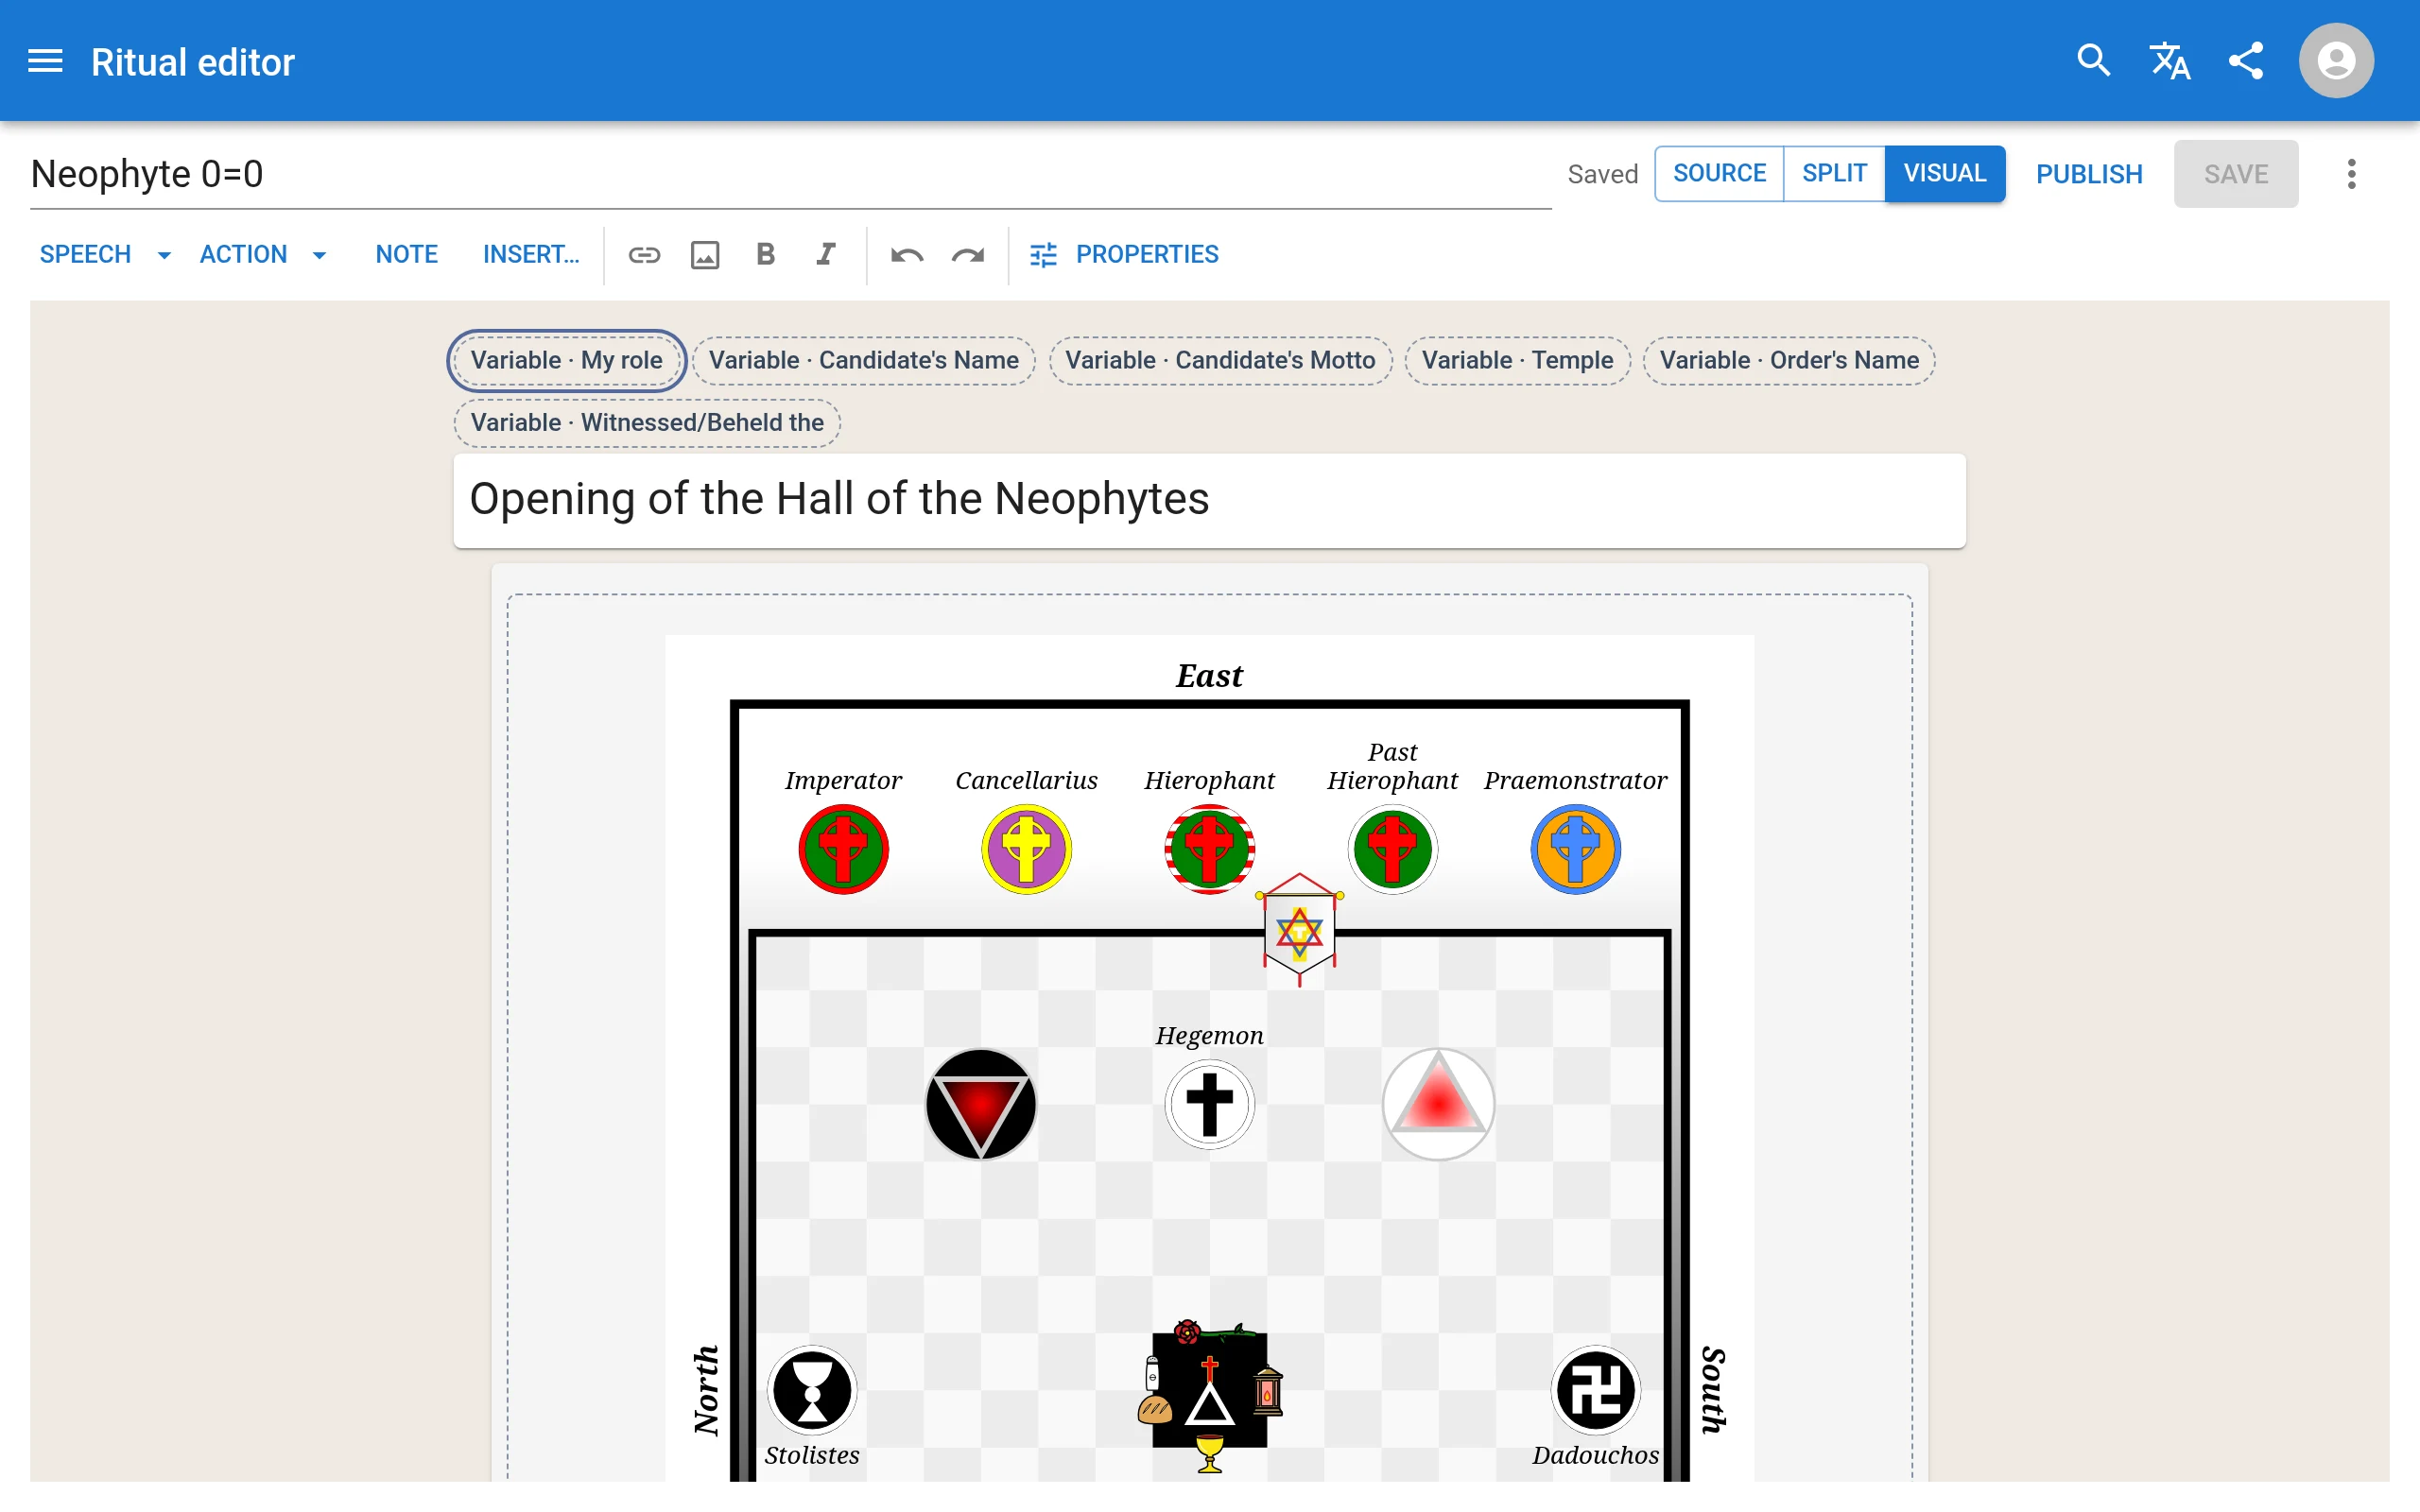 Ritual editor
Neophyte 0=0
Saved SOURCE SPLIT VISUAL PUBLISH SAVE
SPEECH ACTION NOTE INSERT... B I PROPERTIES
Variable · My role Variable · Candidate's Name Variable · Candidate's Motto Variable · Temple Variable · Order's Name
Variable · Witnessed/Beheld the
Opening of the Hall of the Neophytes
East
Imperator Cancellarius Hierophant Past Hierophant Praemonstrator
Hegemon
North
South
Stolistes
Dadouchos